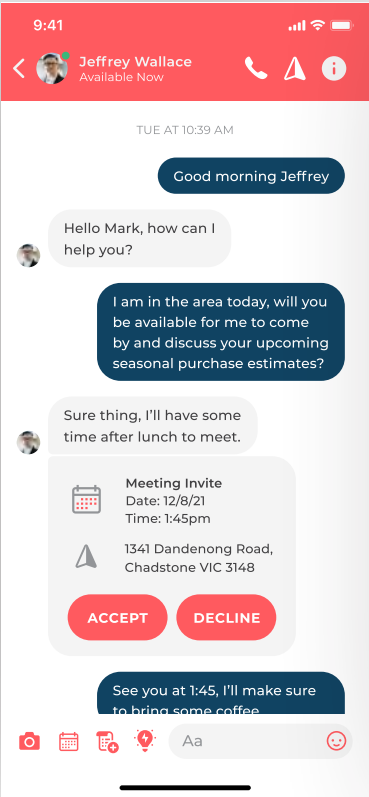 9:41
Jeffrey Wallace
Available Now
TUE AT 10:39 AM
Good morning Jeffrey
Hello Mark, how can I
help you?
I am in the area today, will you
be available for me to come
by and discuss your upcoming
seasonal purchase estimates?
Sure thing, I’ll have some
time after lunch to meet.
Meeting Invite
Date: 12/8/21
Time: 1:45pm
1341 Dandenong Road,
Chadstone VIC 3148
ACCEPT
DECLINE
See you at 1:45, I’ll make sure
to bring some coffee
Aa